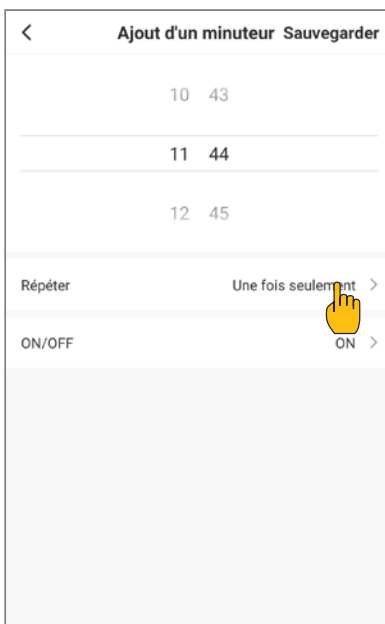 Ajout d'un minuteur Sauvegarder
10 43
11 44
12 45
Répéter Une fois seulement
ON/OFF ON